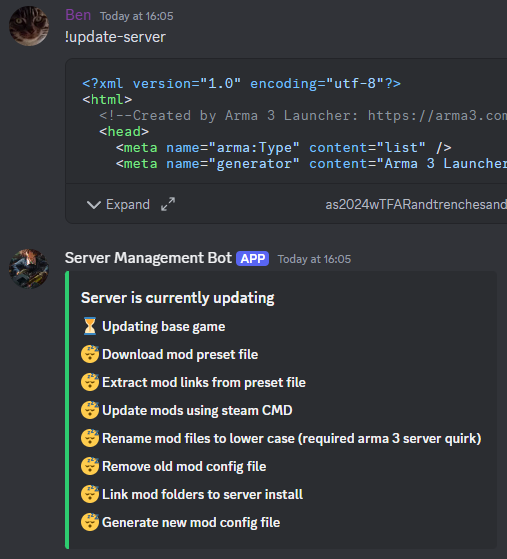 Ben Today at 16:05
!update-server
<?xml version="1.0" encoding="utf-8"?>
<html>
<!--Created by Arma 3 Launcher: https://arma3.com
<head>
<meta name="arma:Type" content="list" />
<meta name="generator" content="Arma 3 Launcher
Expand as2024wTFARandtrenchesand
Server Management Bot APP Today at 16:05
Server is currently updating
⏳ Updating base game
😴 Download mod preset file
😴 Extract mod links from preset file
😴 Update mods using steam CMD
😴 Rename mod files to lower case (required arma 3 server quirk)
😴 Remove old mod config file
😴 Link mod folders to server install
😴 Generate new mod config file